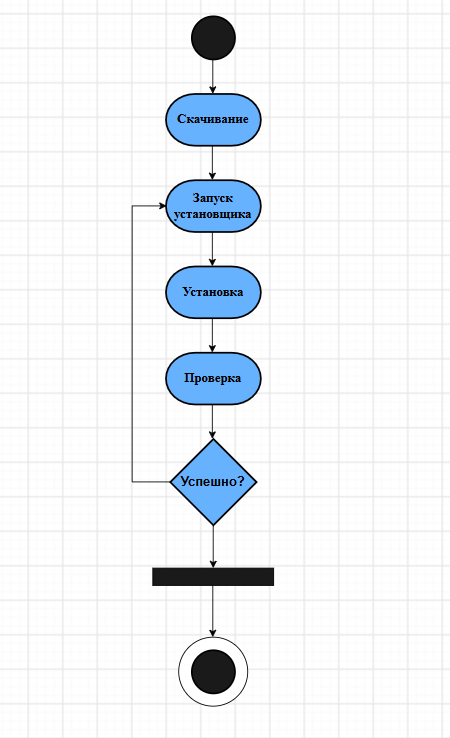 Скачивание
Запуск
установщика
Установка
Проверка
Успешно?